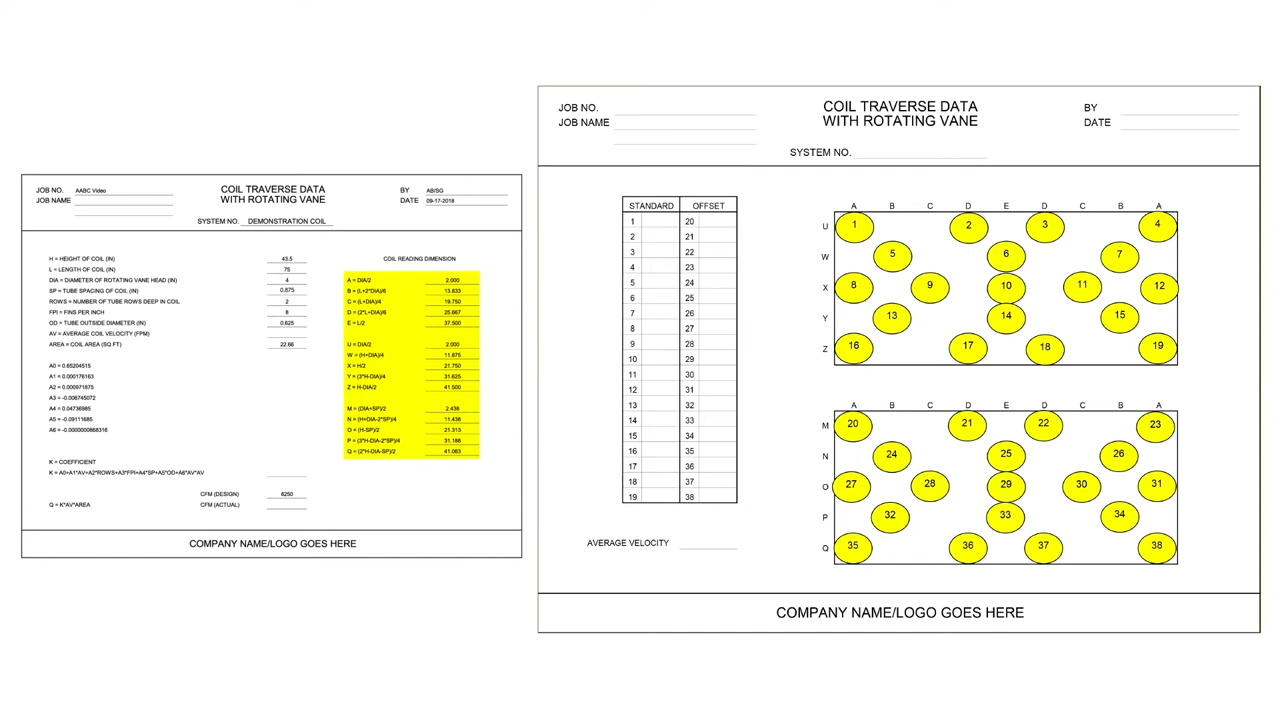 JOB NO. AABC Video
JOB NAME
COIL TRAVERSE DATA
WITH ROTATING VANE
BY AB/SG
DATE 09-17-2018
SYSTEM NO. DEMONSTRATION COIL
H = HEIGHT OF COIL (IN) 43.5
L = LENGTH OF COIL (IN) 75
DIA = DIAMETER OF ROTATING VANE HEAD (IN) 4
SP = TUBE SPACING OF COIL (IN) 0.875
ROWS = NUMBER OF TUBE ROWS DEEP IN COIL 2
FPI = FINS PER INCH 8
OD = TUBE OUTSIDE DIAMETER (IN) 0.625
AV = AVERAGE COIL VELOCITY (FPM)
AREA = COIL AREA (SQ FT) 22.66
A0 = 0.65204515
A1 = 0.000176163
A2 = 0.000971875
A3 = -0.006745072
A4 = 0.04736985
A5 = -0.09111685
A6 = -0.0000000868316
K = COEFFICIENT
K = A0+A1*AV+A2*ROWS+A3*FPI+A4*SP+A5*OD+A6*AV*AV
CFM (DESIGN) 8250
Q = K*AV*AREA CFM (ACTUAL)
COIL READING DIMENSION
A = DIA/2 2.000
B = (L+2*DIA)/6 13.833
C = (L+DIA)/4 19.750
D = (2*L+DIA)/6 25.667
E = L/2 37.500
U = DIA/2 2.000
W = (H+DIA)/4 11.875
X = H/2 21.750
Y = (3*H-DIA)/4 31.625
Z = H-DIA/2 41.500
M = (DIA+SP)/2 2.438
N = (H+DIA-2*SP)/4 11.438
O = (H-SP)/2 21.313
P = (3*H-DIA-2*SP)/4 31.188
Q = (2*H-DIA-SP)/2 41.063
COMPANY NAME/LOGO GOES HERE
JOB NO.
JOB NAME
COIL TRAVERSE DATA
WITH ROTATING VANE
BY
DATE
SYSTEM NO.
STANDARD OFFSET
1 20
2 21
3 22
4 23
5 24
6 25
7 26
8 27
9 28
10 29
11 30
12 31
13 32
14 33
15 34
16 35
17 36
18 37
19 38
AVERAGE VELOCITY
A B C D E D C B A
U 1 2 3 4
W 5 6 7
X 8 9 10 11 12
Y 13 14 15
Z 16 17 18 19
A B C D E D C B A
M 20 21 22 23
N 24 25 26
O 27 28 29 30 31
P 32 33 34
Q 35 36 37 38
COMPANY NAME/LOGO GOES HERE